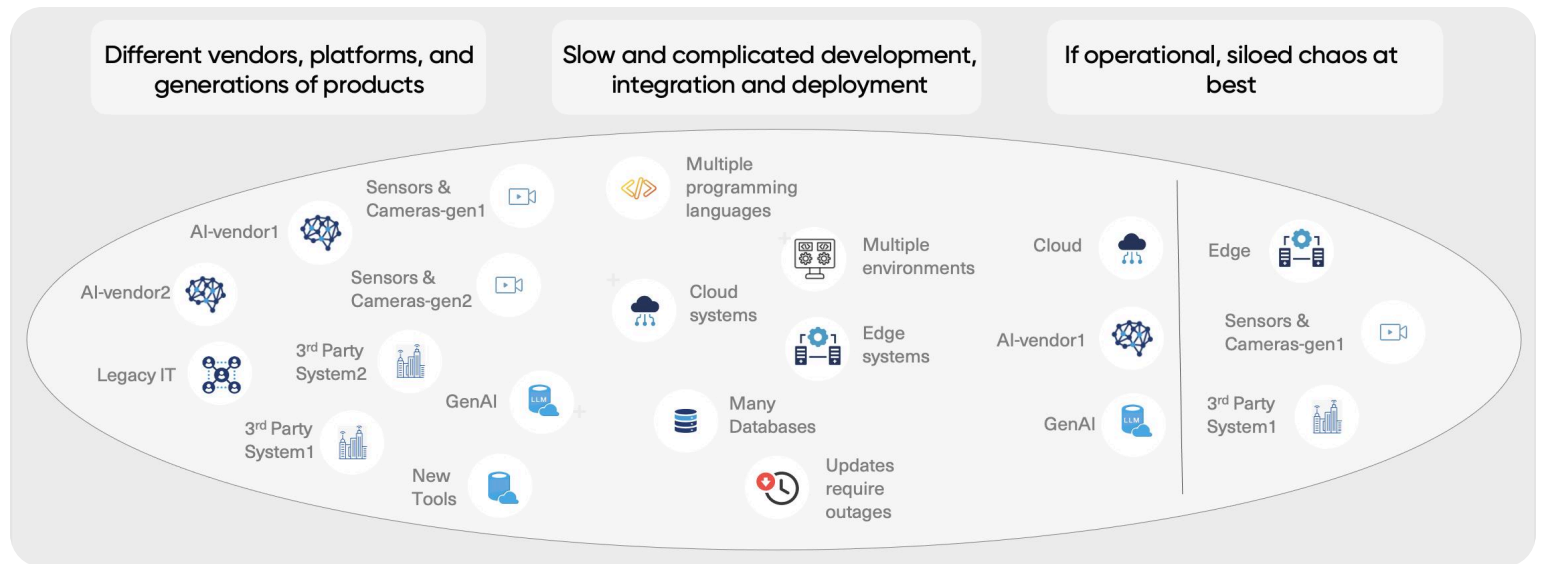 Different vendors, platforms, and
generations of products
Slow and complicated development,
integration and deployment
If operational, siloed chaos at
best
Sensors &
Cameras-gen1
AI-vendor1
AI-vendor2
Sensors &
Cameras-gen2
Legacy IT
3rd Party
System2
GenAI
LLM
3rd Party
System1
New
Tools
Multiple
programming
languages
Multiple
environments
Cloud
systems
Edge
systems
Many
Databases
Updates
require
outages
Cloud
AI-vendor1
GenAI
LLM
Edge
Sensors &
Cameras-gen1
3rd Party
System1